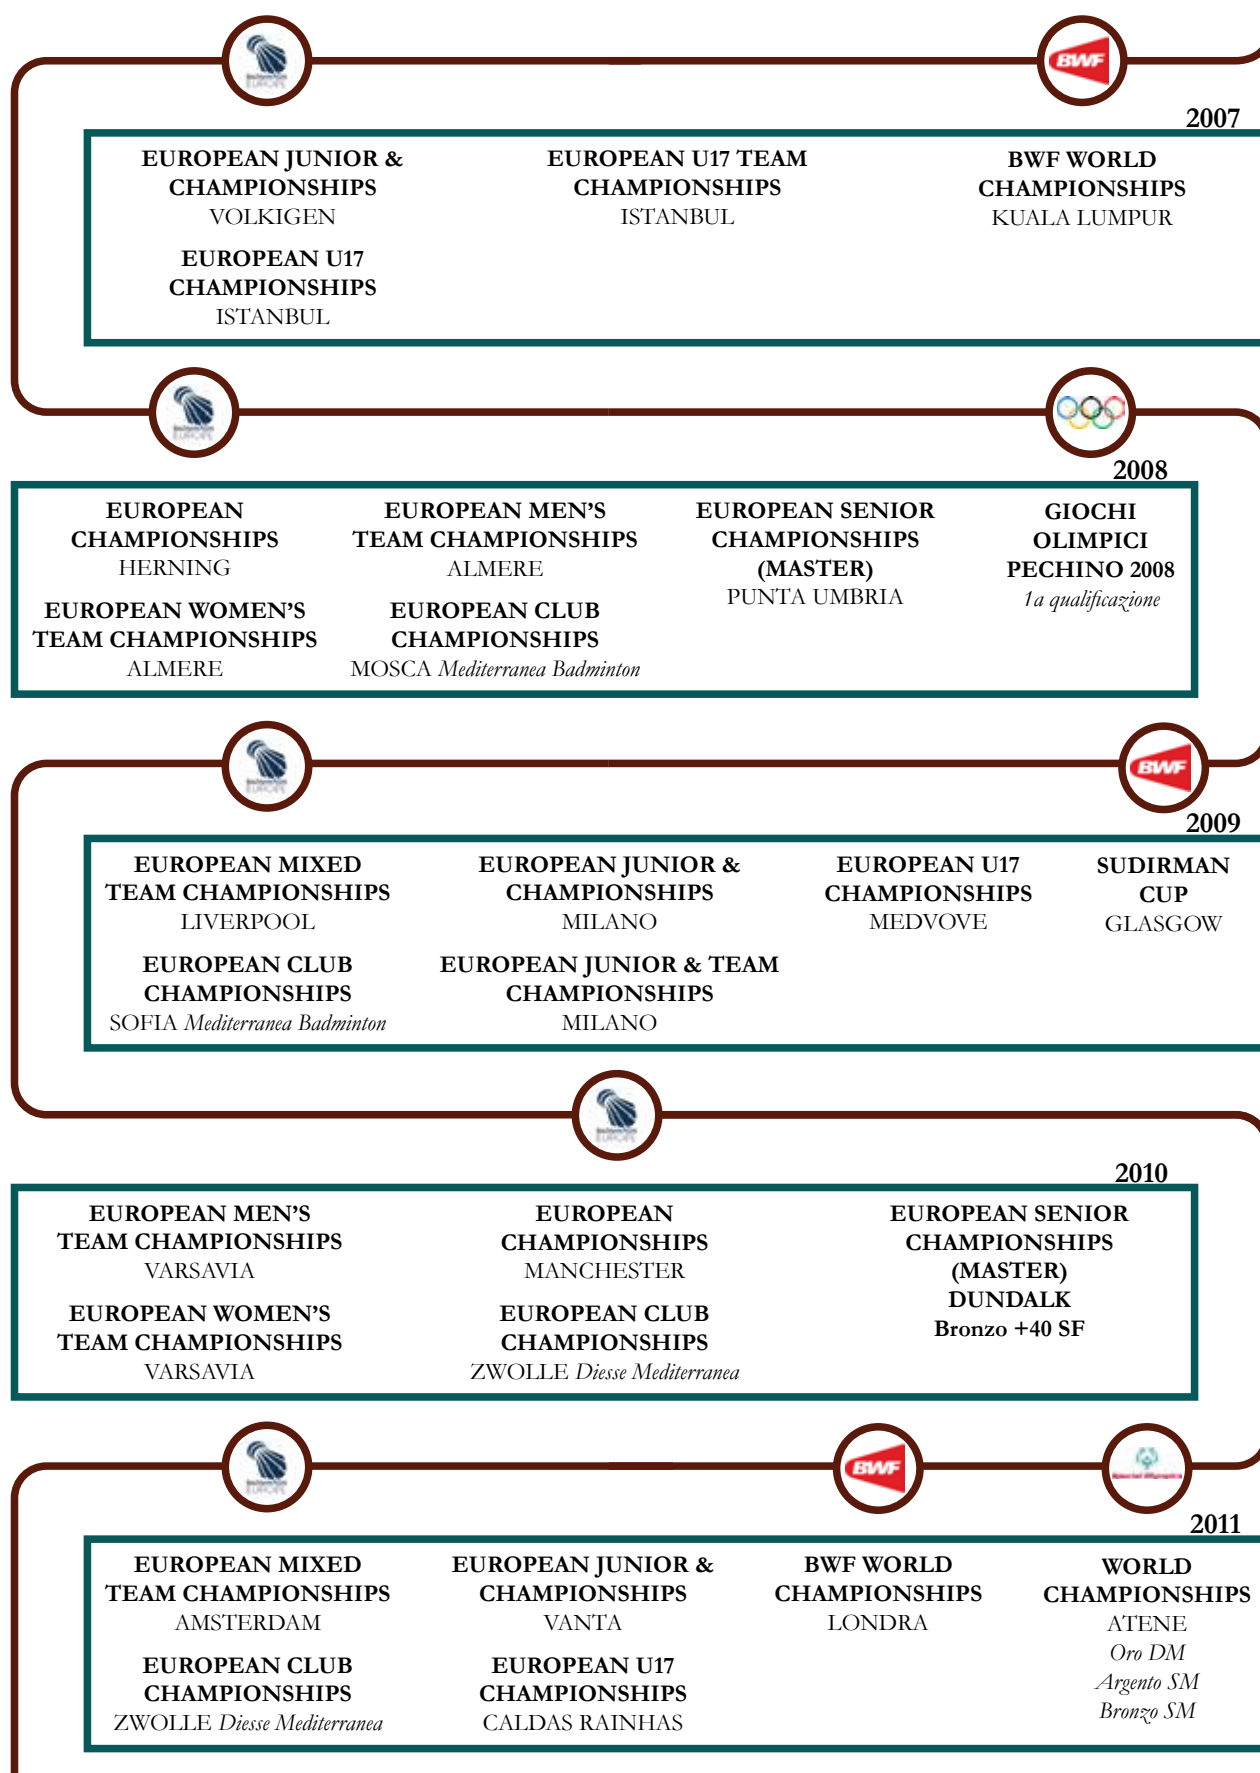 BWF
2007
EUROPEAN JUNIOR &
CHAMPIONSHIPS
VOLKIGEN
EUROPEAN U17
CHAMPIONSHIPS
ISTANBUL
EUROPEAN U17 TEAM
CHAMPIONSHIPS
ISTANBUL
BWF WORLD
CHAMPIONSHIPS
KUALA LUMPUR
2008
EUROPEAN
CHAMPIONSHIPS
HERNING
EUROPEAN WOMEN'S
TEAM CHAMPIONSHIPS
ALMERE
EUROPEAN MEN'S
TEAM CHAMPIONSHIPS
ALMERE
EUROPEAN CLUB
CHAMPIONSHIPS
MOSCA Mediterranea Badminton
EUROPEAN SENIOR
CHAMPIONSHIPS
(MASTER)
PUNTA UMBRIA
GIOCHI
OLIMPICI
PECHINO 2008
1a qualificazione
BWF
2009
EUROPEAN MIXED
TEAM CHAMPIONSHIPS
LIVERPOOL
EUROPEAN CLUB
CHAMPIONSHIPS
SOFIA Mediterranea Badminton
EUROPEAN JUNIOR &
CHAMPIONSHIPS
MILANO
EUROPEAN JUNIOR & TEAM
CHAMPIONSHIPS
MILANO
EUROPEAN U17
CHAMPIONSHIPS
MEDVOVE
SUDIRMAN
CUP
GLASGOW
2010
EUROPEAN MEN'S
TEAM CHAMPIONSHIPS
VARSAVIA
EUROPEAN WOMEN'S
TEAM CHAMPIONSHIPS
VARSAVIA
EUROPEAN
CHAMPIONSHIPS
MANCHESTER
EUROPEAN CLUB
CHAMPIONSHIPS
ZWOLLE Diesse Mediterranea
EUROPEAN SENIOR
CHAMPIONSHIPS
(MASTER)
DUNDALK
Bronzo +40 SF
BWF
2011
EUROPEAN MIXED
TEAM CHAMPIONSHIPS
AMSTERDAM
EUROPEAN CLUB
CHAMPIONSHIPS
ZWOLLE Diesse Mediterranea
EUROPEAN JUNIOR &
CHAMPIONSHIPS
VANTA
EUROPEAN U17
CHAMPIONSHIPS
CALDAS RAINHAS
BWF WORLD
CHAMPIONSHIPS
LONDRA
WORLD
CHAMPIONSHIPS
ATENE
Oro DM
Argento SM
Bronzo SM